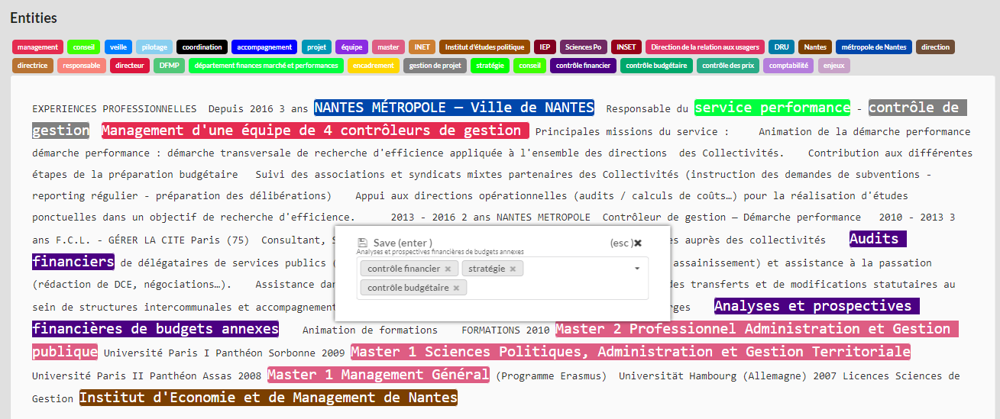 Entities
management conseil veille pilotage coordination accompagnement projet équipe master INET Institut d'études politique IEP Sciences Po INSET Direction de la relation aux usagers DRU Nantes métropole de Nantes direction
directrice responsable directeur DFMP département finances marché et performances encadrement gestion de projet stratégie conseil contrôle financier contrôle budgétaire contrôle des prix comptabilité enjeux
EXPERIENCES PROFESSIONNELLES Depuis 2016 3 ans NANTES MÉTROPOLE – Ville de NANTES Responsable du service performance - contrôle de
gestion Management d'une équipe de 4 contrôleurs de gestion Principales missions du service : Animation de la démarche performance
démarche performance : démarche transversale de recherche d'efficience appliquée à l'ensemble des directions des Collectivités. Contribution aux différentes
étapes de la préparation budgétaire Suivi des associations et syndicats mixtes partenaires des Collectivités (instruction des demandes de subventions -
reporting régulier - préparation des délibérations) Appui aux directions opérationnelles (audits / calculs de coûts…) pour la réalisation d'études
ponctuelles dans un objectif de recherche d'efficience. 2013 - 2016 2 ans NANTES METROPOLE Contrôleur de gestion – Démarche performance 2010 - 2013 3
ans F.C.L. - GÉRER LA CITE Paris (75) Consultant, S es auprès des collectivités Audits
financiers de délégataires de services publics ( assainissement) et assistance à la passation
(rédaction de DCE, négociations…). Assistance dan des transferts et de modifications statutaires au
sein de structures intercommunales et accompagnement rges Analyses et prospectives
financières de budgets annexes Animation de formations FORMATIONS 2010 Master 2 Professionnel Administration et Gestion
publique Université Paris I Panthéon Sorbonne 2009 Master 1 Sciences Politiques, Administration et Gestion Territoriale
Université Paris II Panthéon Assas 2008 Master 1 Management Général (Programme Erasmus) Universität Hambourg (Allemagne) 2007 Licences Sciences de
Gestion Institut d'Economie et de Management de Nantes
Save (enter ) (esc )✖
Analyses et prospectives financières de budgets annexes
contrôle financier × stratégie ×
contrôle budgétaire ×